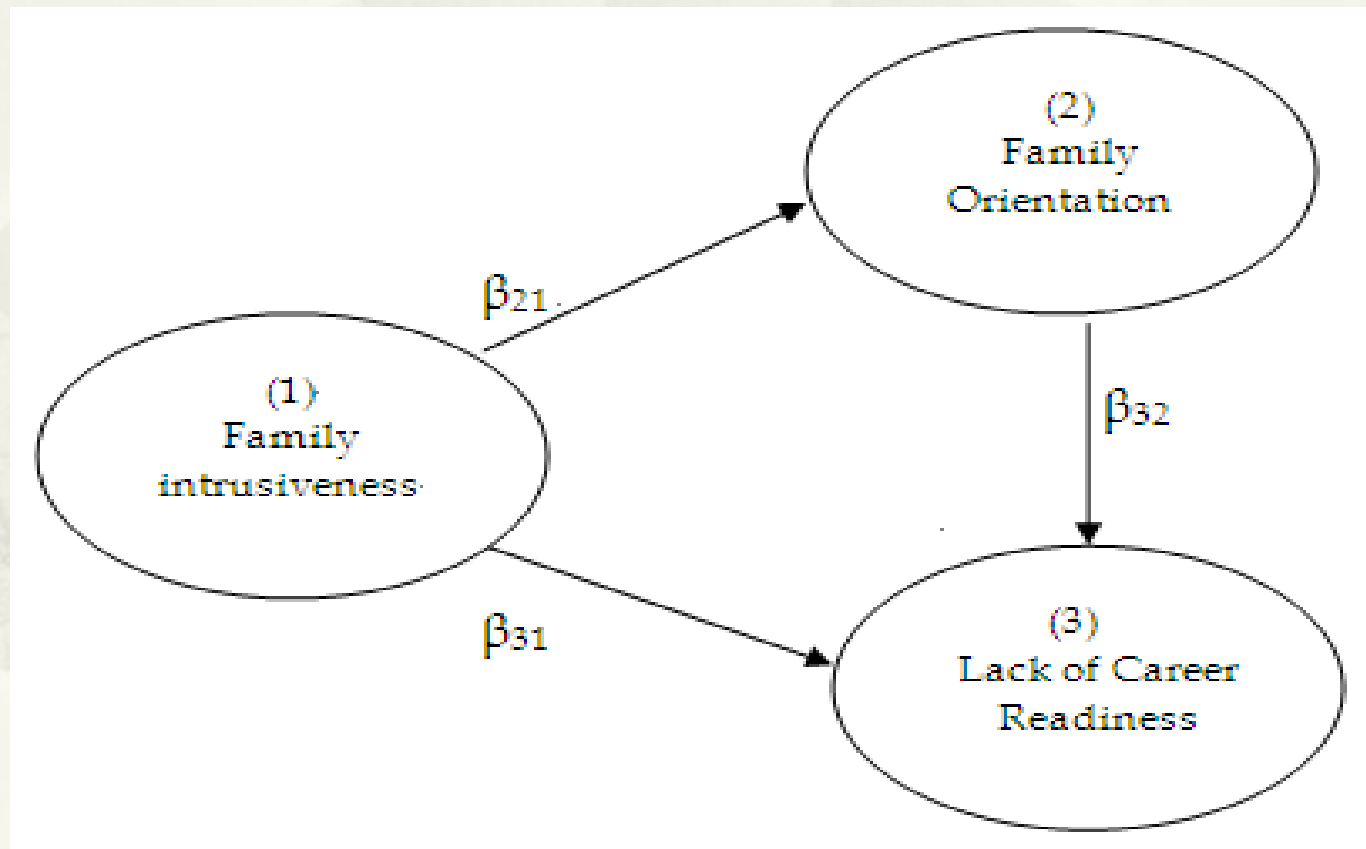 (2)
Family
Orientation
β21
(1)
Family
intrusiveness
β32
β31
(3)
Lack of Career
Readiness